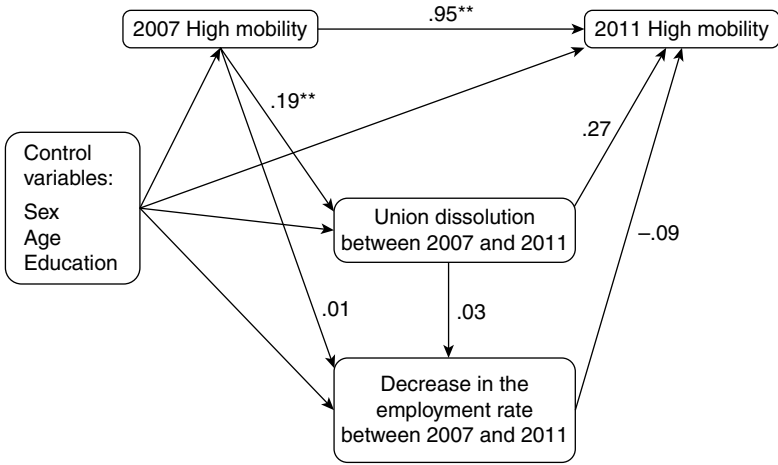 2007 High mobility
.95**
2011 High mobility
.19**
Control
variables:
Sex
Age
Education
.27
Union dissolution
between 2007 and 2011
–.09
.01
.03
Decrease in the
employment rate
between 2007 and 2011